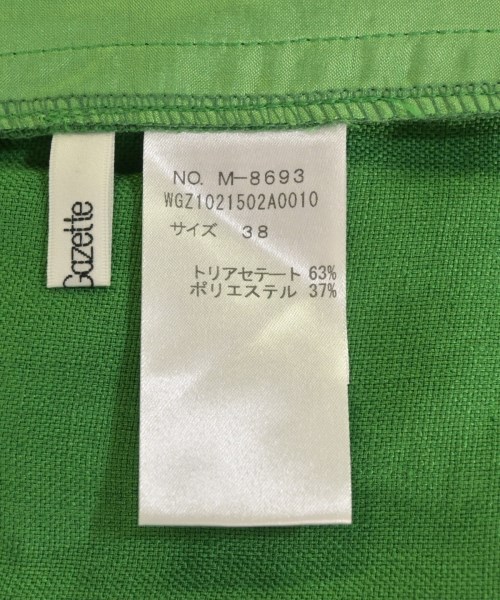 NO. M-8693
WGZ1021502A0010
サイズ 38
トリアセテート 63%
ポリエステル 37%
Gazette